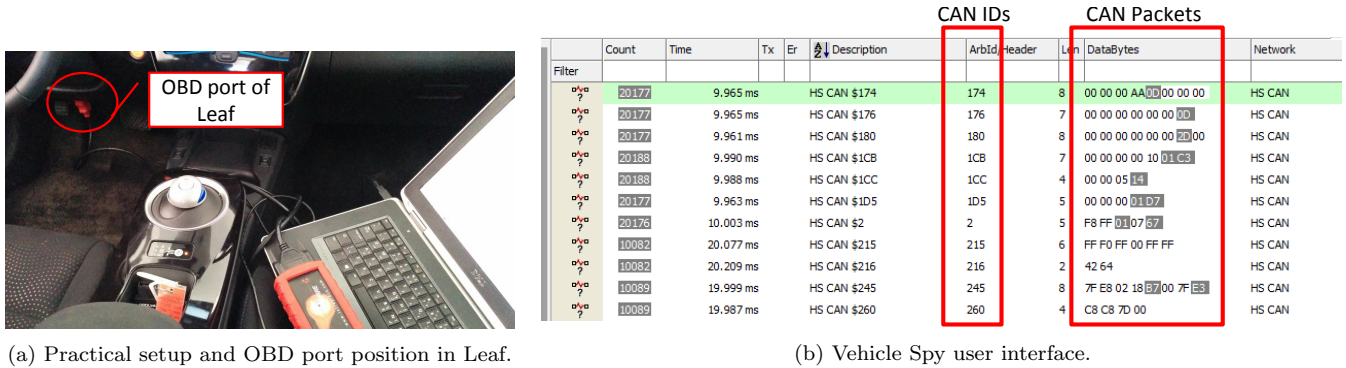 OBD port of
Leaf
(a) Practical setup and OBD port position in Leaf.
CAN IDs CAN Packets
Count Time Tx Er Description ArbId/Header Len DataBytes Network
Filter
20177 9.965 ms HS CAN $174 174 8 00 00 00 AA 0D 00 00 00 HS CAN
20177 9.965 ms HS CAN $176 176 7 00 00 00 00 00 00 0D HS CAN
20177 9.961 ms HS CAN $180 180 8 00 00 00 00 00 00 2D 00 HS CAN
20188 9.990 ms HS CAN $1CB 1CB 7 00 00 00 00 10 01 C3 HS CAN
20188 9.988 ms HS CAN $1CC 1CC 4 00 00 05 14 HS CAN
20177 9.963 ms HS CAN $1D5 1D5 5 00 00 00 01 D7 HS CAN
20176 10.003 ms HS CAN $2 2 5 F8 FF 01 07 67 HS CAN
10082 20.077 ms HS CAN $215 215 6 FF F0 FF 00 FF FF HS CAN
10082 20.209 ms HS CAN $216 216 2 42 64 HS CAN
10089 19.999 ms HS CAN $245 245 8 7F E8 02 18 B7 00 7F E3 HS CAN
10089 19.987 ms HS CAN $260 260 4 C8 C8 7D 00 HS CAN
(b) Vehicle Spy user interface.